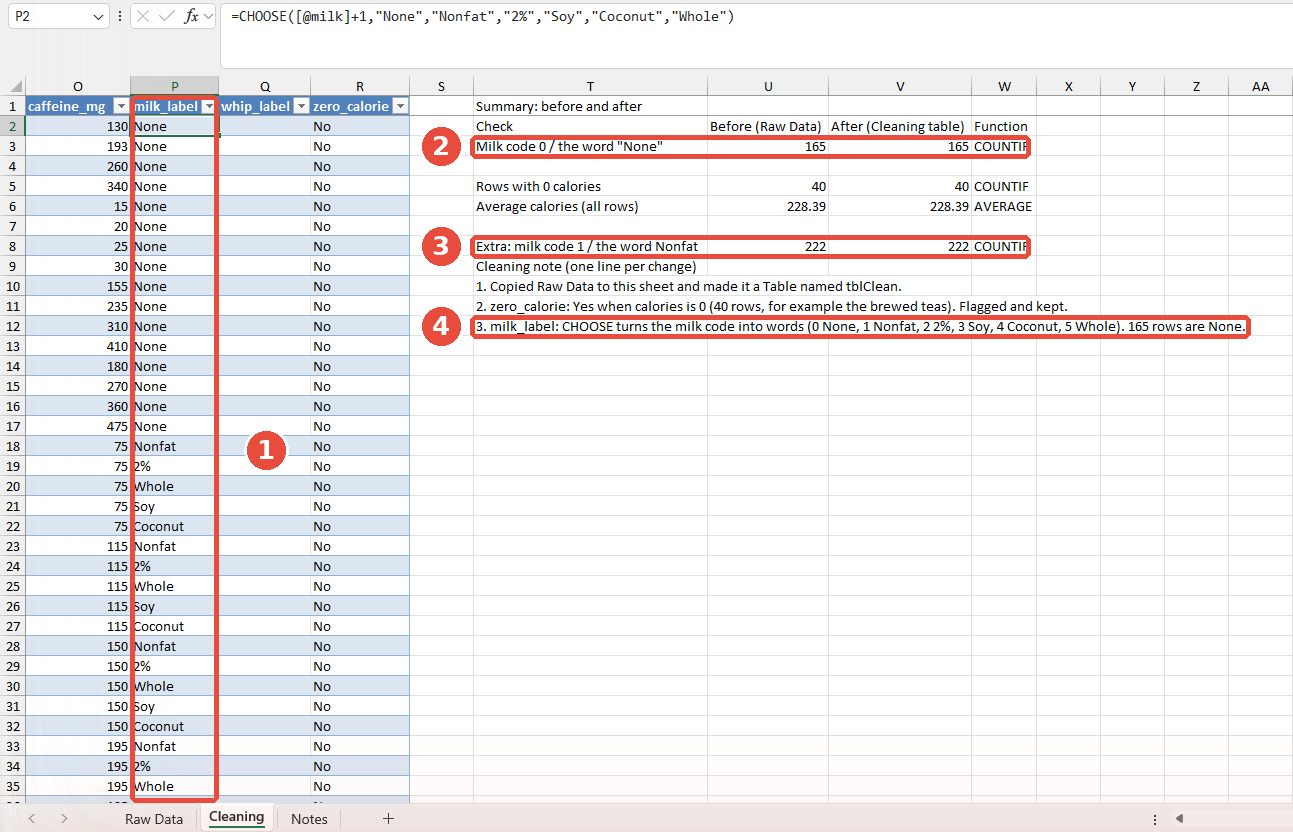 P2 fx =CHOOSE([@milk]+1,"None","Nonfat","2%","Soy","Coconut","Whole")
O P Q R S T U V W X Y Z AA
1 caffeine_mg milk_label whip_label zero_calorie Summary: before and after
2 130 None No Check Before (Raw Data) After (Cleaning table) Function
3 193 None No 2 Milk code 0 / the word "None" 165 165 COUNTIF
4 260 None No
5 340 None No Rows with 0 calories 40 40 COUNTIF
6 15 None No Average calories (all rows) 228.39 228.39 AVERAGE
7 20 None No
8 25 None No 3 Extra: milk code 1 / the word Nonfat 222 222 COUNTIF
9 30 None No Cleaning note (one line per change)
10 155 None No 1. Copied Raw Data to this sheet and made it a Table named tblClean.
11 235 None No 2. zero_calorie: Yes when calories is 0 (40 rows, for example the brewed teas). Flagged and kept.
12 310 None No 4 3. milk_label: CHOOSE turns the milk code into words (0 None, 1 Nonfat, 2 2%, 3 Soy, 4 Coconut, 5 Whole). 165 rows are None.
13 410 None No
14 180 None No
15 270 None No
16 360 None No
17 475 None No
18 75 Nonfat 1 No
19 75 2% No
20 75 Whole No
21 75 Soy No
22 75 Coconut No
23 115 Nonfat No
24 115 2% No
25 115 Whole No
26 115 Soy No
27 115 Coconut No
28 150 Nonfat No
29 150 2% No
30 150 Whole No
31 150 Soy No
32 150 Coconut No
33 195 Nonfat No
34 195 2% No
35 195 Whole No
Raw Data Cleaning Notes